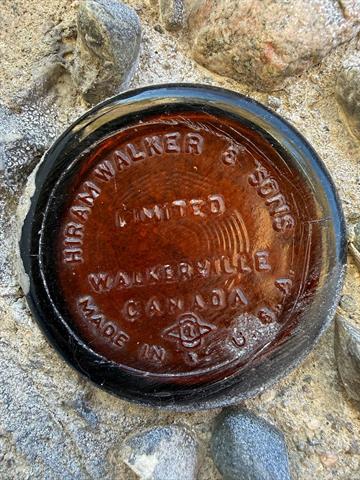 HIRAM WALKER & SONS
LIMITED
WALKERVILLE
CANADA
MADE IN U.S.A